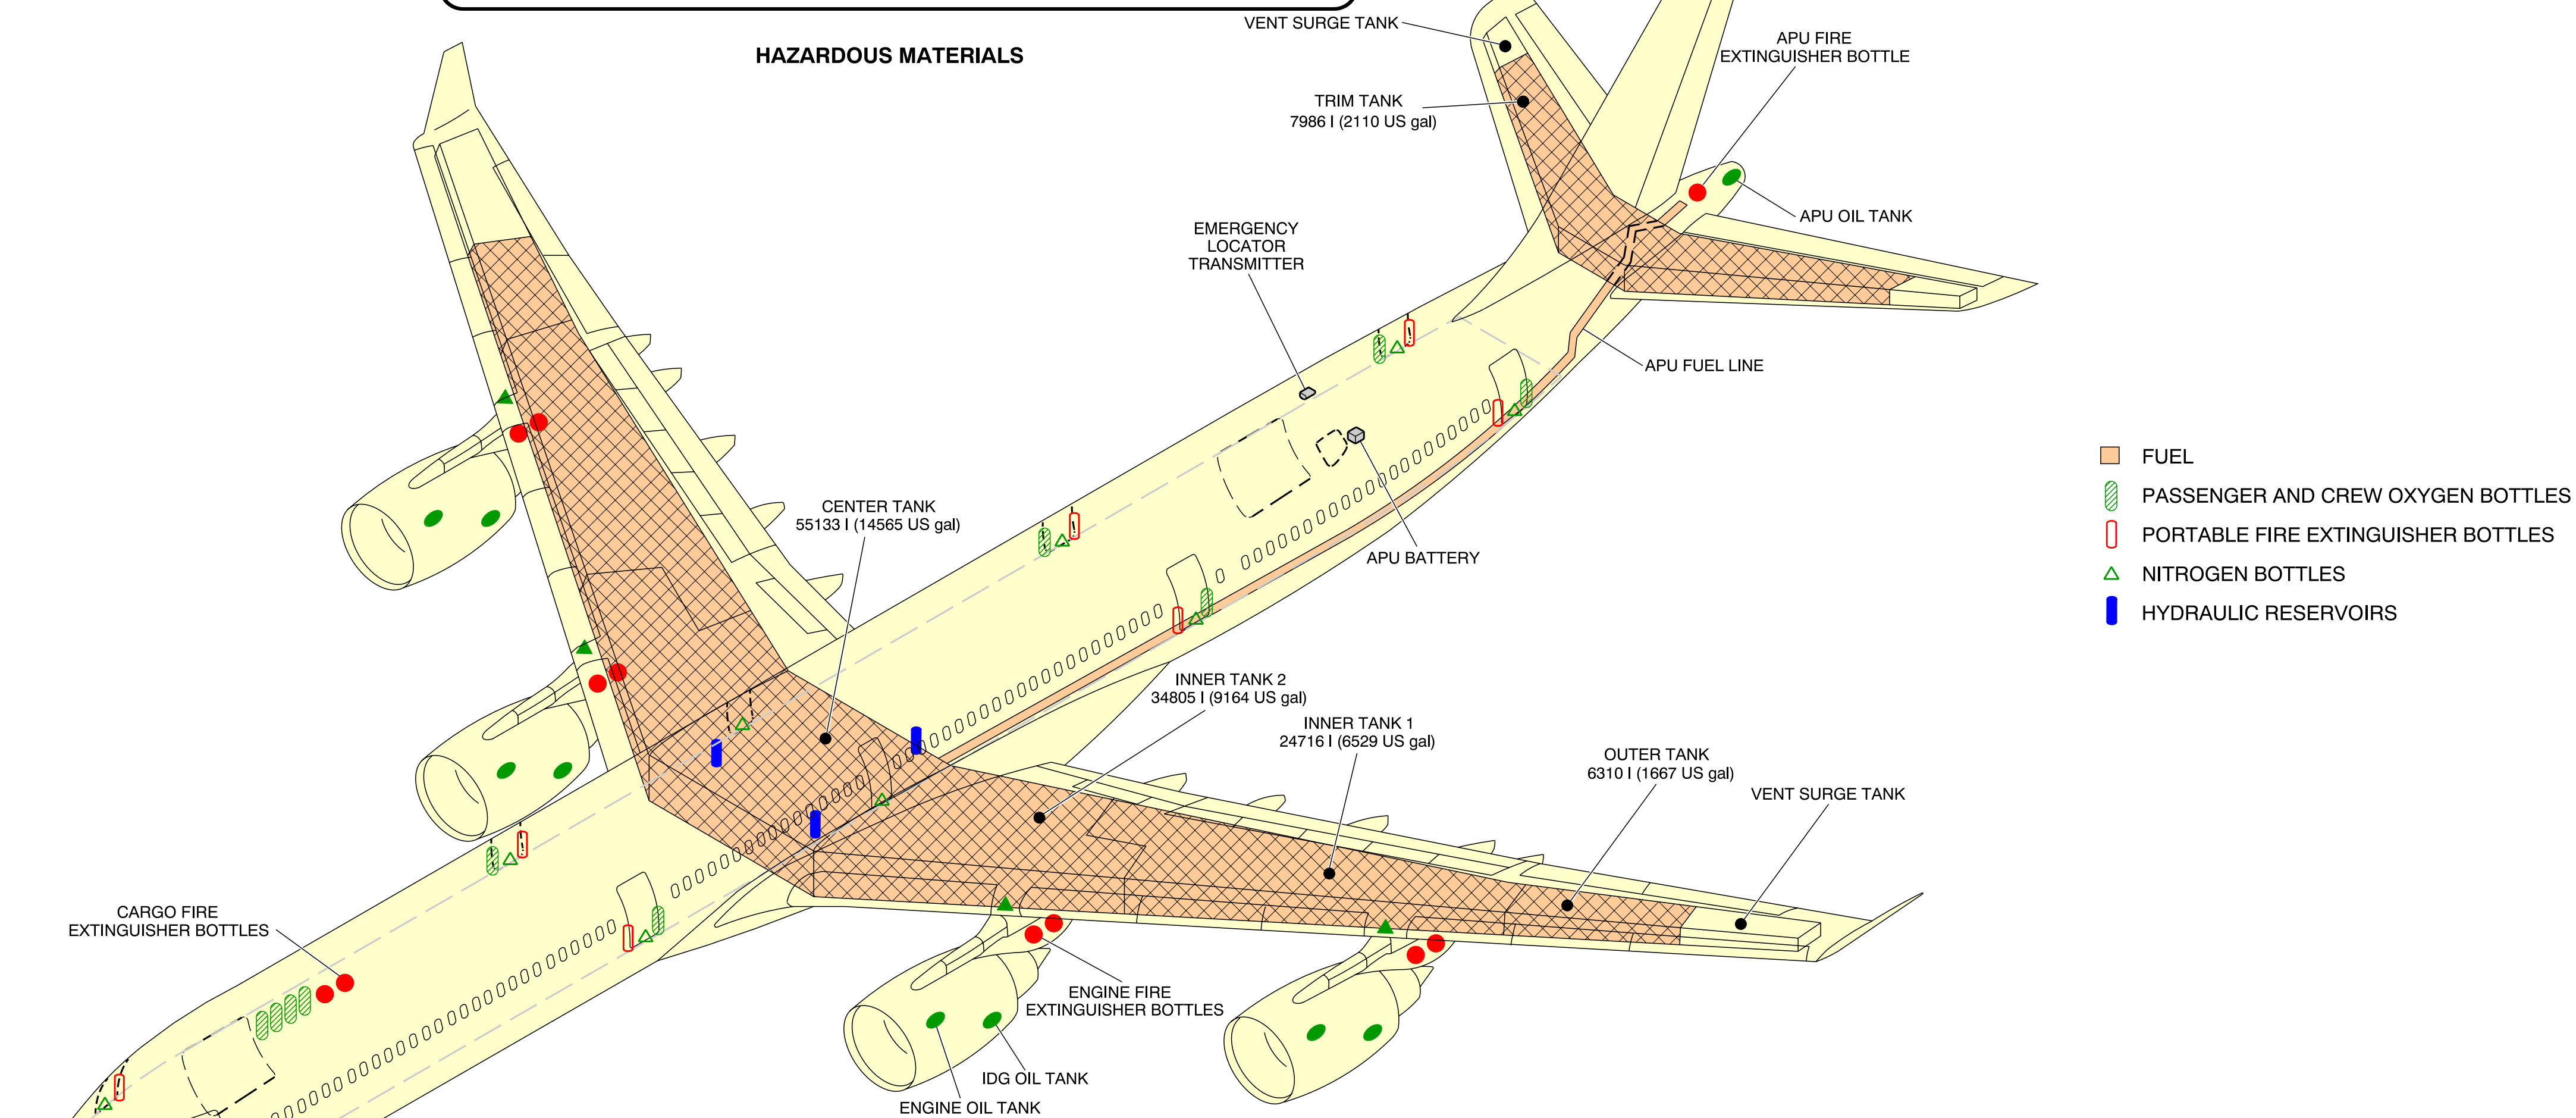 HAZARDOUS MATERIALS
VENT SURGE TANK
APU FIRE
EXTINGUISHER BOTTLE
TRIM TANK
7986 l (2110 US gal)
APU OIL TANK
EMERGENCY
LOCATOR
TRANSMITTER
APU FUEL LINE
FUEL
PASSENGER AND CREW OXYGEN BOTTLES
PORTABLE FIRE EXTINGUISHER BOTTLES
NITROGEN BOTTLES
HYDRAULIC RESERVOIRS
CENTER TANK
55133 l (14565 US gal)
APU BATTERY
INNER TANK 2
34805 l (9164 US gal)
INNER TANK 1
24716 l (6529 US gal)
OUTER TANK
6310 l (1667 US gal)
VENT SURGE TANK
CARGO FIRE
EXTINGUISHER BOTTLES
ENGINE FIRE
EXTINGUISHER BOTTLES
IDG OIL TANK
ENGINE OIL TANK